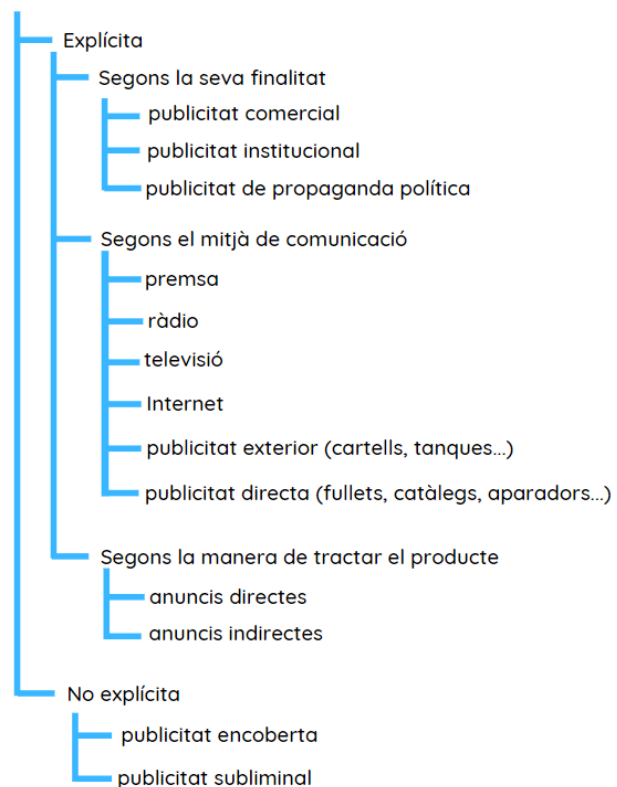 Explícita
Segons la seva finalitat
publicitat comercial
publicitat institucional
publicitat de propaganda política
Segons el mitjà de comunicació
premsa
ràdio
televisió
Internet
publicitat exterior (cartells, tanques...)
publicitat directa (fullets, catàlegs, aparadors...)
Segons la manera de tractar el producte
anuncis directes
anuncis indirectes
No explícita
publicitat encoberta
publicitat subliminal